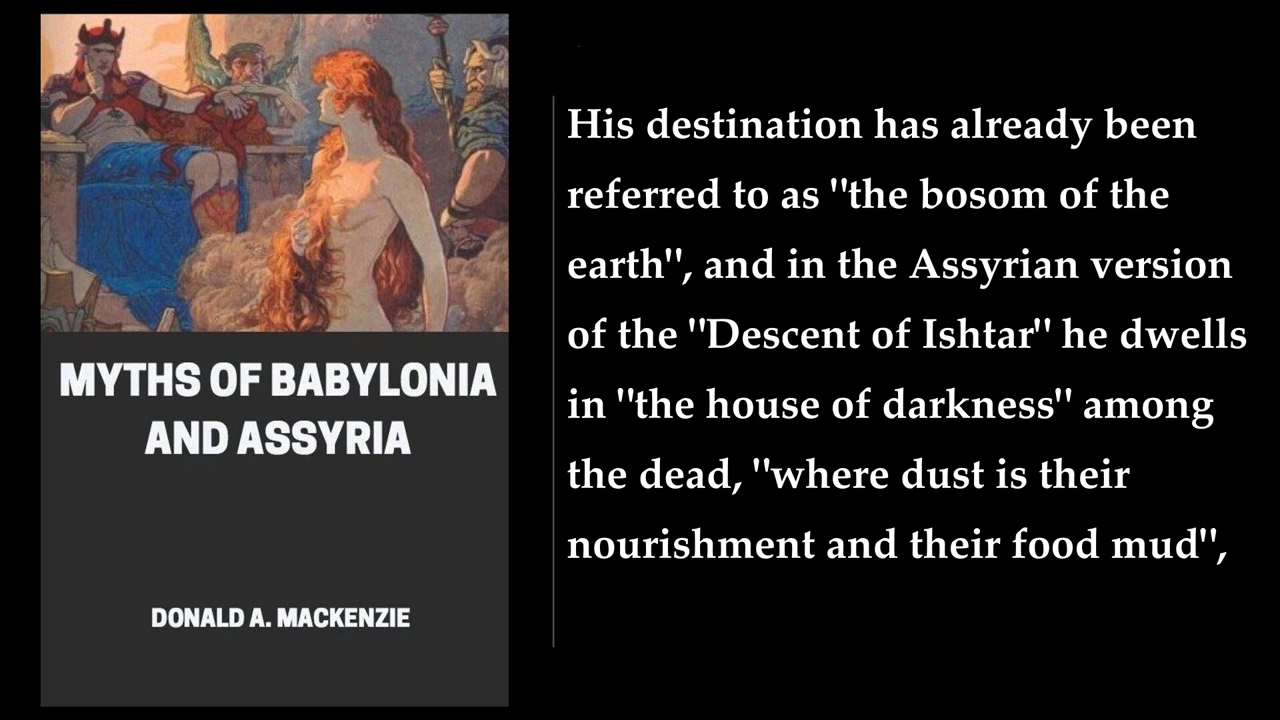 MYTHS OF BABYLONIA
AND ASSYRIA
DONALD A. MACKENZIE
His destination has already been
referred to as "the bosom of the
earth", and in the Assyrian version
of the "Descent of Ishtar" he dwells
in "the house of darkness" among
the dead, "where dust is their
nourishment and their food mud",